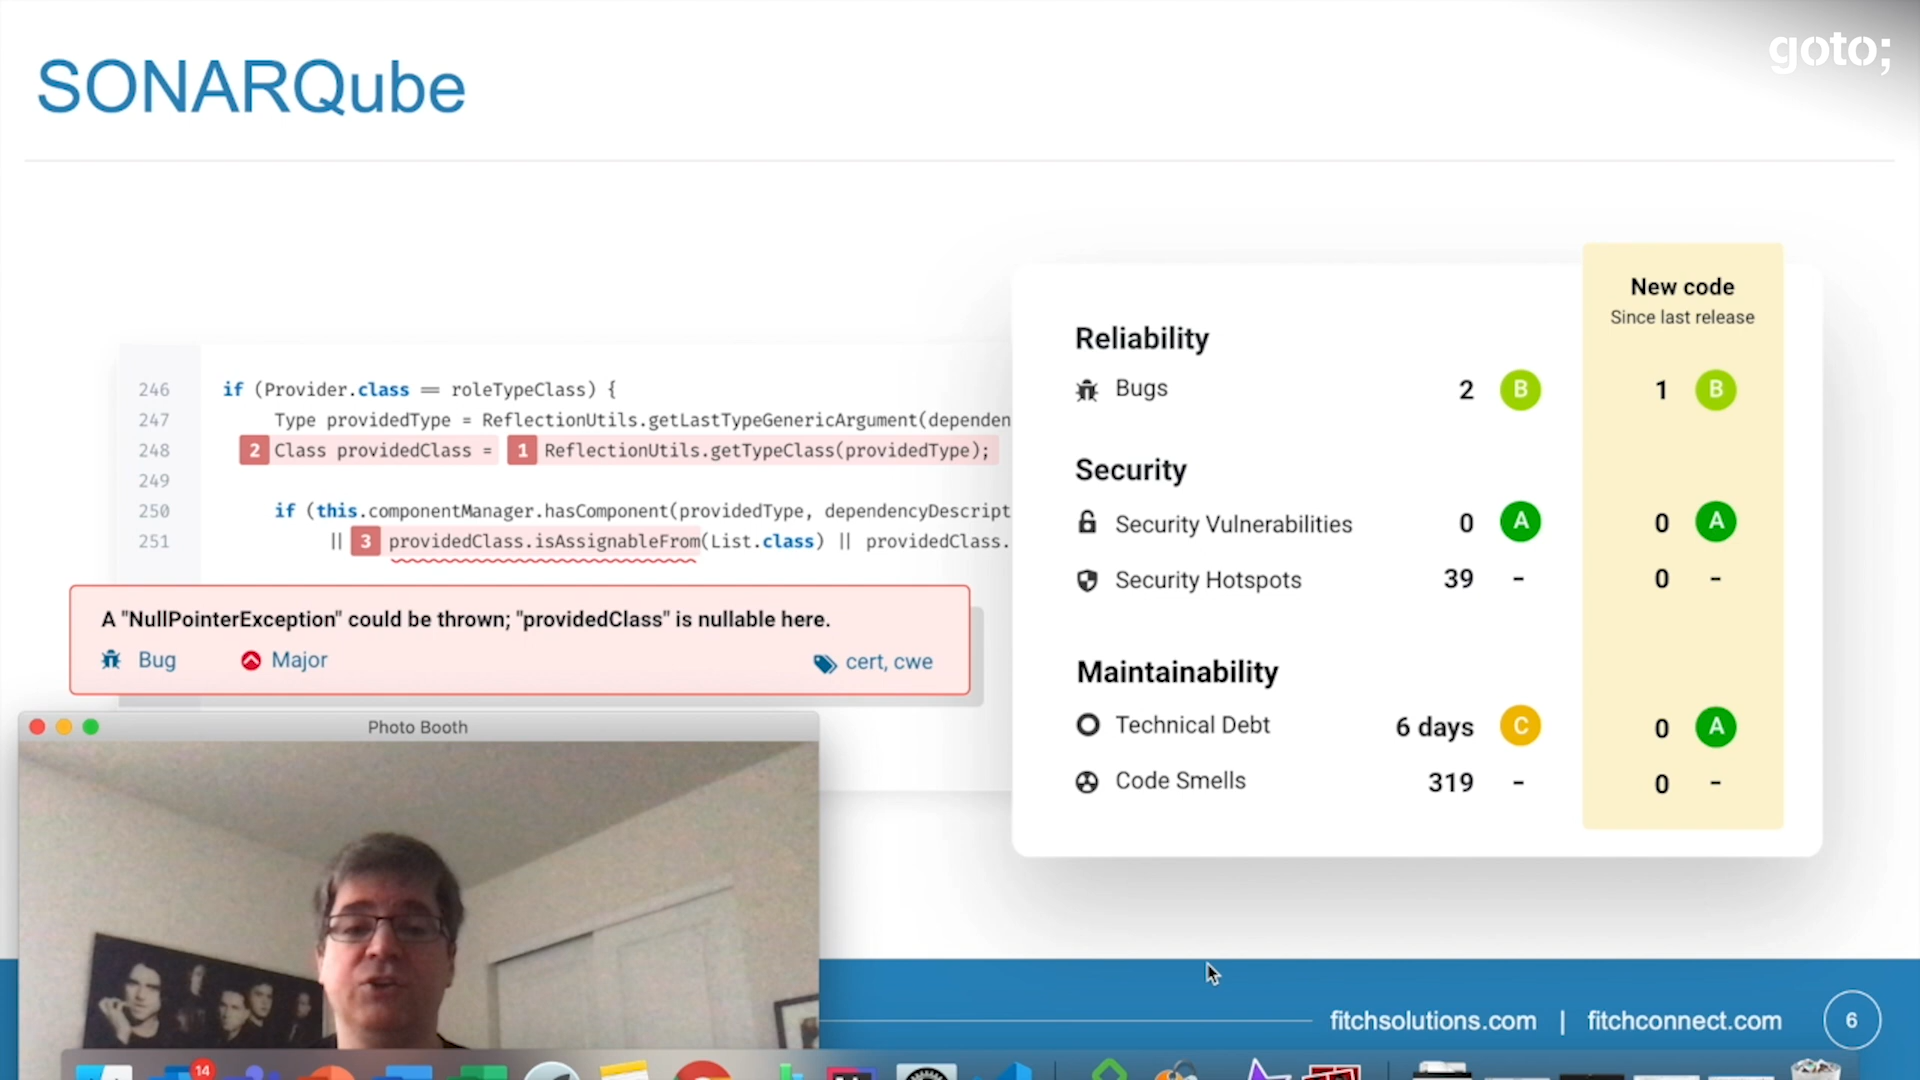 goto;
SONARQube
246 if (Provider.class == roleTypeClass) {
247 Type providedType = ReflectionUtils.getLastTypeGenericArgument(dependen
248 2 Class providedClass = 1 ReflectionUtils.getTypeClass(providedType);
249
250 if (this.componentManager.hasComponent(providedType, dependencyDescript
251 || 3 providedClass.isAssignableFrom(List.class) || providedClass.
A "NullPointerException" could be thrown; "providedClass" is nullable here.
Bug Major cert, cwe
New code
Since last release
Reliability
Bugs 2 B 1 B
Security
Security Vulnerabilities 0 A 0 A
Security Hotspots 39 - 0 -
Maintainability
Technical Debt 6 days C 0 A
Code Smells 319 - 0 -
Photo Booth
fitchsolutions.com | fitchconnect.com 6
14